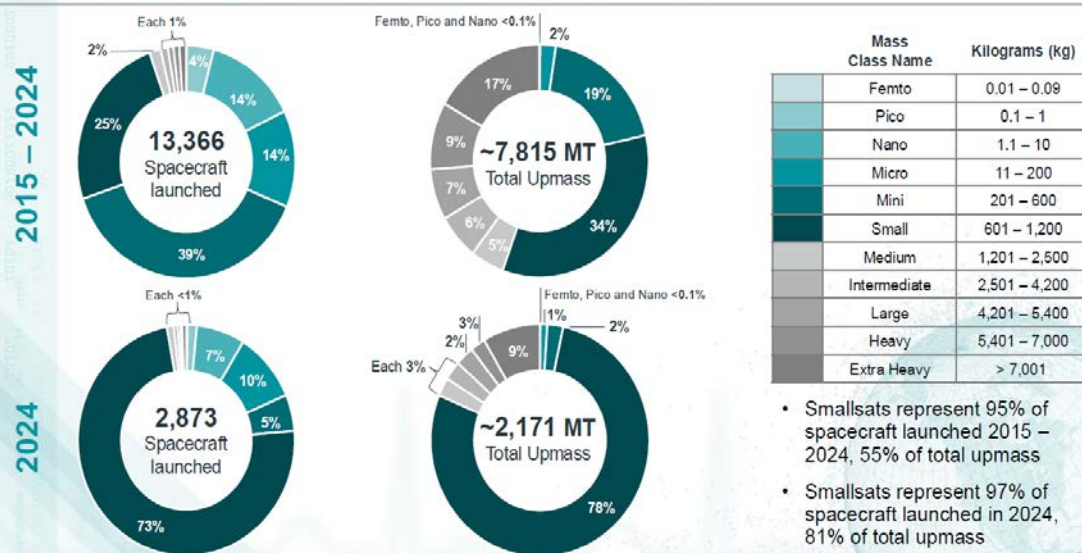 2015 – 2024
Each 1%
2%
4%
14%
14%
39%
25%
13,366
Spacecraft
launched
Femto, Pico and Nano <0.1%
2%
19%
34%
5%
6%
7%
9%
17%
~7,815 MT
Total Upmass
2024
Each <1%
7%
10%
5%
73%
2,873
Spacecraft
launched
Femto, Pico and Nano <0.1%
1%
2%
78%
Each 3%
2%
3%
9%
~2,171 MT
Total Upmass
Mass
Class Name
Kilograms (kg)
Femto 0.01 – 0.09
Pico 0.1 – 1
Nano 1.1 – 10
Micro 11 – 200
Mini 201 – 600
Small 601 – 1,200
Medium 1,201 – 2,500
Intermediate 2,501 – 4,200
Large 4,201 – 5,400
Heavy 5,401 – 7,000
Extra Heavy > 7,001
• Smallsats represent 95% of
spacecraft launched 2015 –
2024, 55% of total upmass
• Smallsats represent 97% of
spacecraft launched in 2024,
81% of total upmass